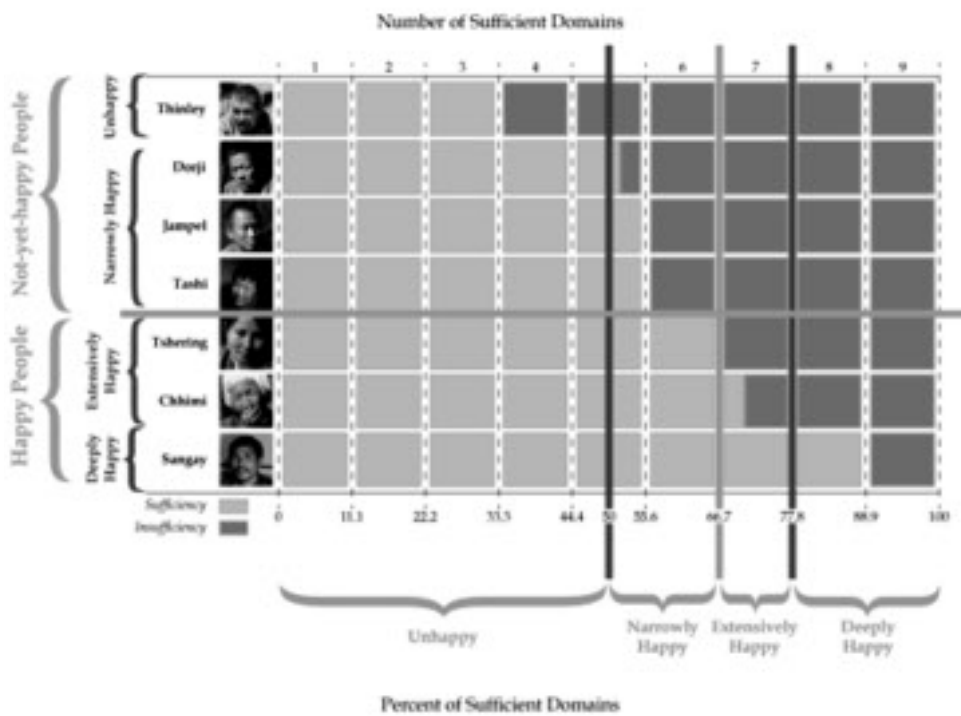 Number of Sufficient Domains
1 2 3 4 6 7 8 9
Not-yet-happy People
Unhappy
Thinley
Narrowly Happy
Dorji
Jampel
Tashi
Happy People
Extensively
Happy
Tshering
Chhimi
Deeply
Happy
Sangay
Sufficiency
Insufficiency
0 11.1 22.2 33.3 44.4 50 55.6 66.7 77.8 88.9 100
Unhappy
Narrowly
Happy
Extensively
Happy
Deeply
Happy
Percent of Sufficient Domains